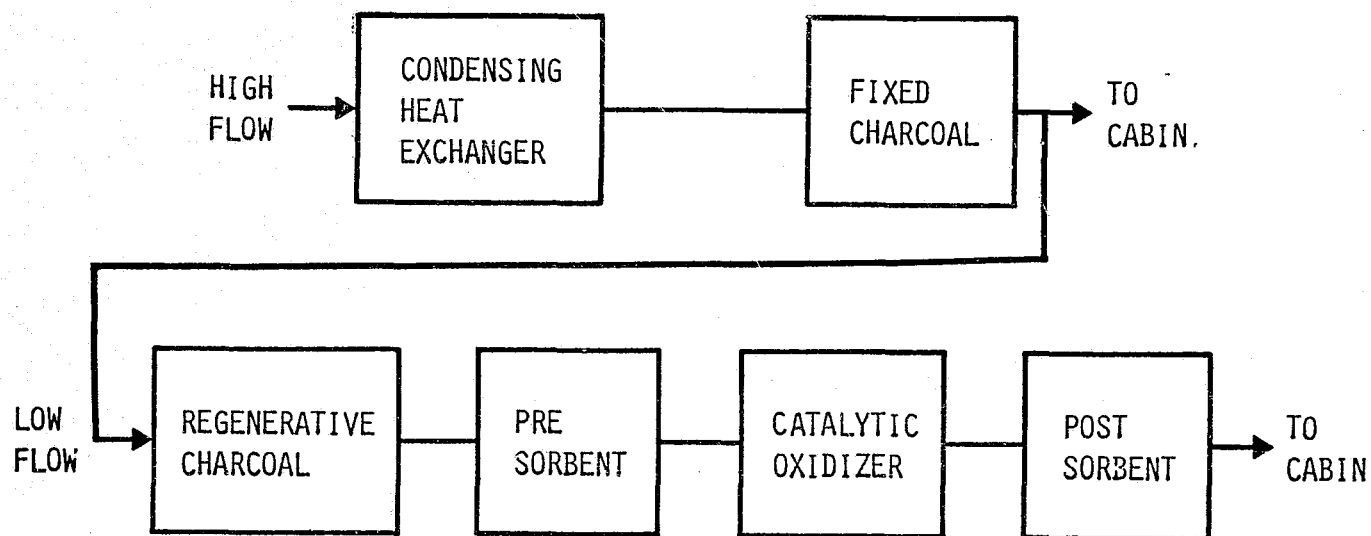 HIGH
FLOW
CONDENSING
HEAT
EXCHANGER
FIXED
CHARCOAL
TO
CABIN.
LOW
FLOW
REGENERATIVE
CHARCOAL
PRE
SORBENT
CATALYTIC
OXIDIZER
POST
SORBENT
TO
CABIN